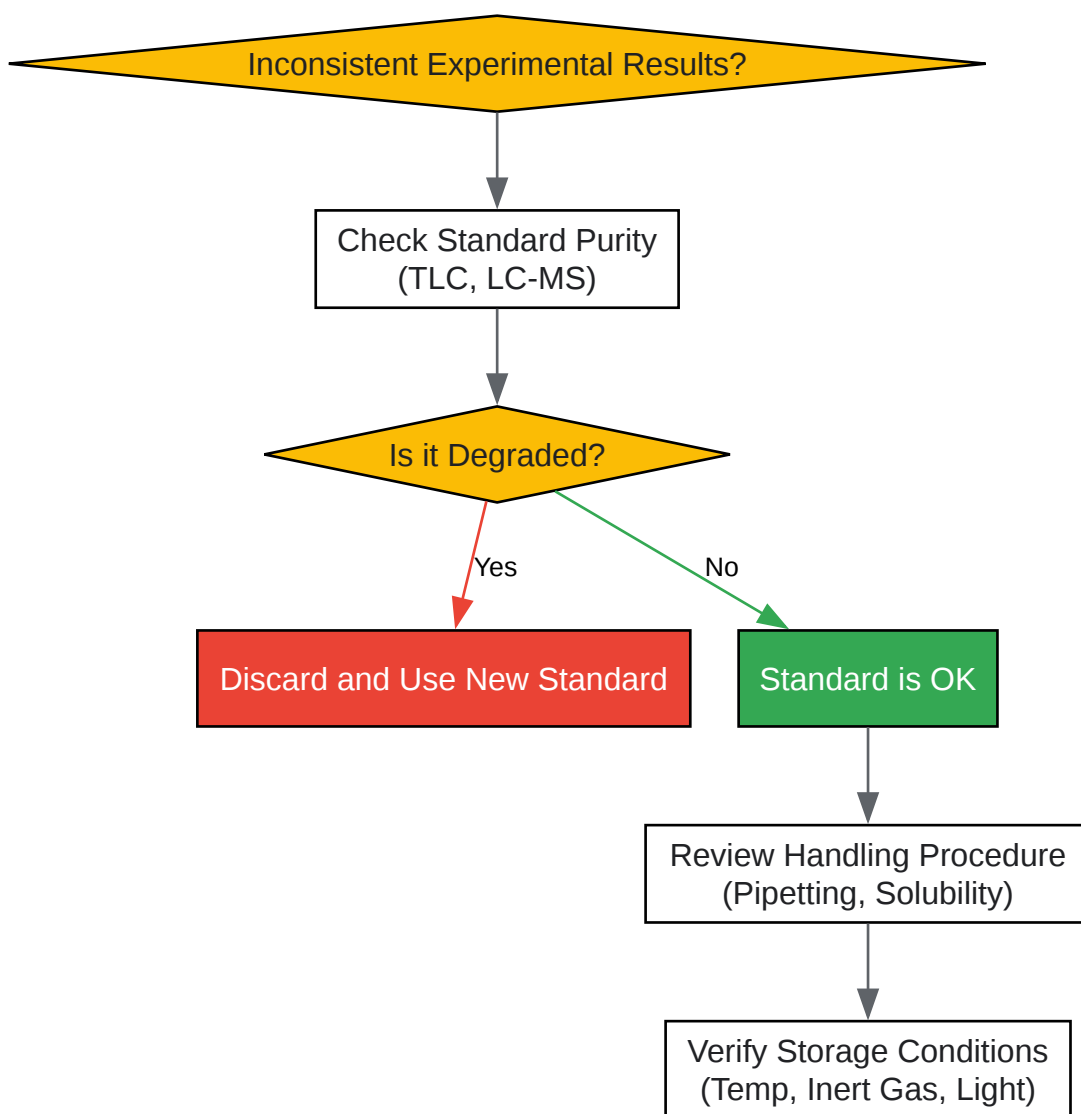 Inconsistent Experimental Results?
Check Standard Purity
(TLC, LC-MS)
Is it Degraded?
Yes
No
Discard and Use New Standard
Standard is OK
Review Handling Procedure
(Pipetting, Solubility)
Verify Storage Conditions
(Temp, Inert Gas, Light)